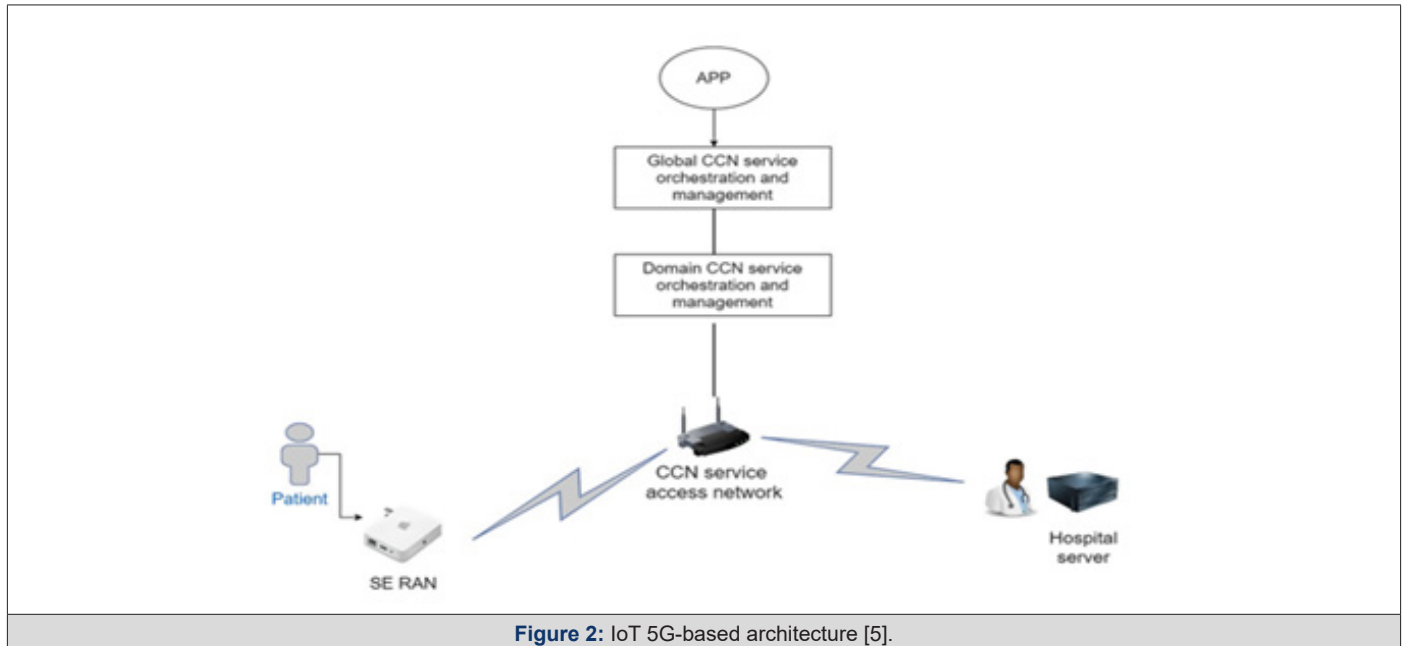 APP
Global CCN service
orchestration and
management
Domain CCN service
orchestration and
management
CCN service
access network
Patient
SE RAN
Hospital
server
Figure 2: IoT 5G-based architecture [5].